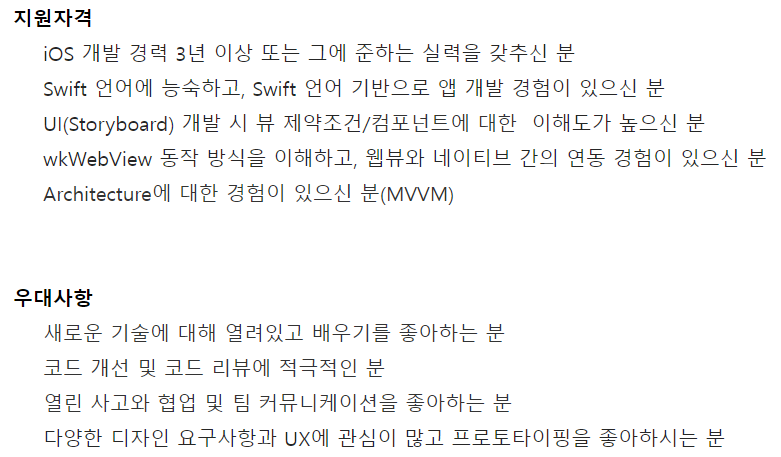 지원자격
iOS 개발 경력 3년 이상 또는 그에 준하는 실력을 갖추신 분
Swift 언어에 능숙하고, Swift 언어 기반으로 앱 개발 경험이 있으신 분
UI(Storyboard) 개발 시 뷰 제약조건/컴포넌트에 대한 이해도가 높으신 분
wkWebView 동작 방식을 이해하고, 웹뷰와 네이티브 간의 연동 경험이 있으신 분
Architecture에 대한 경험이 있으신 분(MVVM)
우대사항
새로운 기술에 대해 열려있고 배우기를 좋아하는 분
코드 개선 및 코드 리뷰에 적극적인 분
열린 사고와 협업 및 팀 커뮤니케이션을 좋아하는 분
다양한 디자인 요구사항과 UX에 관심이 많고 프로토타이핑을 좋아하시는 분